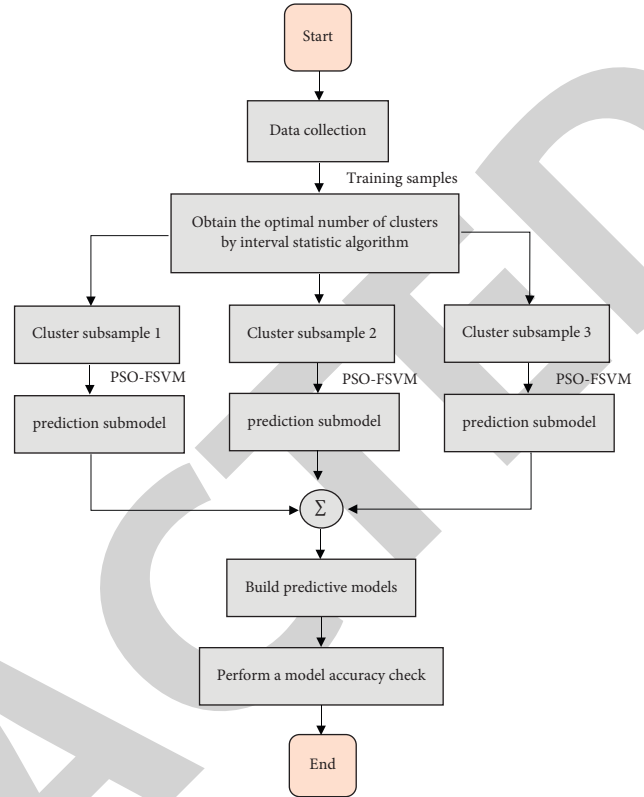 Start
Data collection
Training samples
Obtain the optimal number of clusters
by interval statistic algorithm
Cluster subsample 1
Cluster subsample 2
Cluster subsample 3
PSO-FSVM
PSO-FSVM
PSO-FSVM
prediction submodel
prediction submodel
prediction submodel
Σ
Build predictive models
Perform a model accuracy check
End